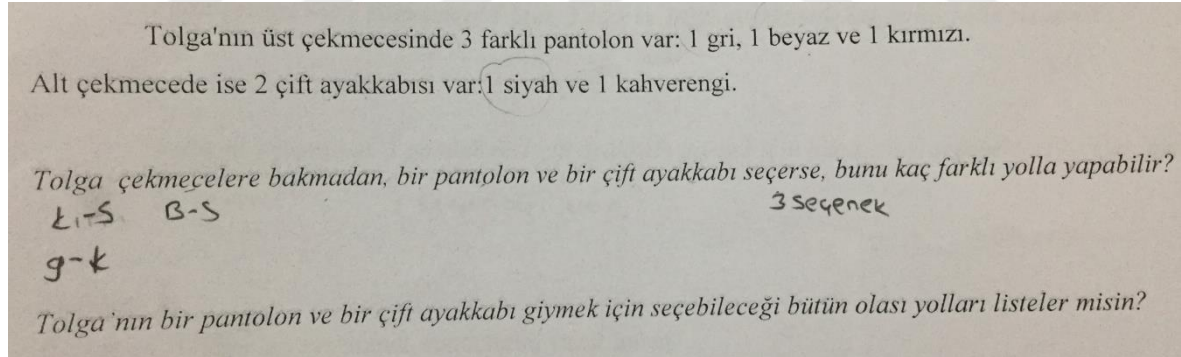 Tolga'nın üst çekmecesinde 3 farklı pantolon var: 1 gri, 1 beyaz ve 1 kırmızı.
Alt çekmecede ise 2 çift ayakkabısı var:1 siyah ve 1 kahverengi.
Tolga çekmecelere bakmadan, bir pantolon ve bir çift ayakkabı seçerse, bunu kaç farklı yolla yapabilir?
kı-S B-S 3 seçenek
g-k
Tolga'nın bir pantolon ve bir çift ayakkabı giymek için seçebileceği bütün olası yolları listeler misin?